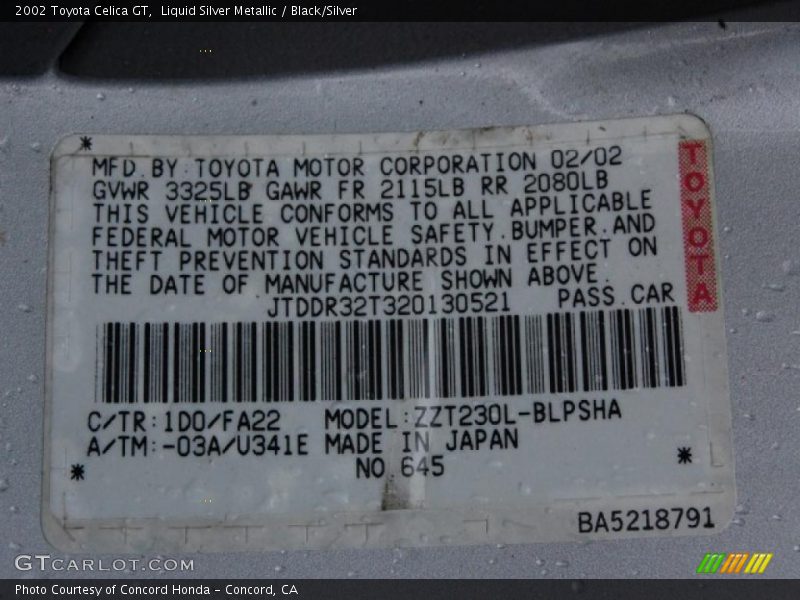 2002 Toyota Celica GT, Liquid Silver Metallic / Black/Silver
MFD.BY:TOYOTA MOTOR CORPORATION 02/02
GVWR 3325LB GAWR FR 2115LB RR 2080LB
THIS VEHICLE CONFORMS TO ALL APPLICABLE
FEDERAL MOTOR VEHICLE SAFETY.BUMPER.AND
THEFT PREVENTION STANDARDS IN EFFECT ON
THE DATE OF MANUFACTURE SHOWN ABOVE.
JTDDR32T320130521 PASS.CAR
TOYOTA
C/TR:1D0/FA22 MODEL:ZZT230L-BLPSHA
A/TM:-03A/U341E MADE IN JAPAN
NO.645
BA5218791
GTCARLOT.COM
Photo Courtesy of Concord Honda - Concord, CA